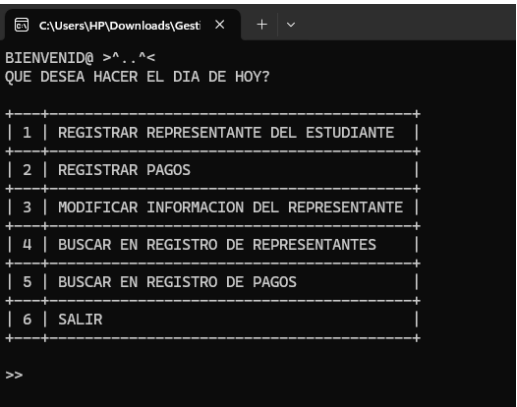 C:\Users\HP\Downloads\Gesti
BIENVENID@ >^..^<
QUE DESEA HACER EL DIA DE HOY?
+---+------------------------------------------+
| 1 | REGISTRAR REPRESENTANTE DEL ESTUDIANTE |
+---+------------------------------------------+
| 2 | REGISTRAR PAGOS |
+---+------------------------------------------+
| 3 | MODIFICAR INFORMACION DEL REPRESENTANTE |
+---+------------------------------------------+
| 4 | BUSCAR EN REGISTRO DE REPRESENTANTES |
+---+------------------------------------------+
| 5 | BUSCAR EN REGISTRO DE PAGOS |
+---+------------------------------------------+
| 6 | SALIR |
+---+------------------------------------------+
>>